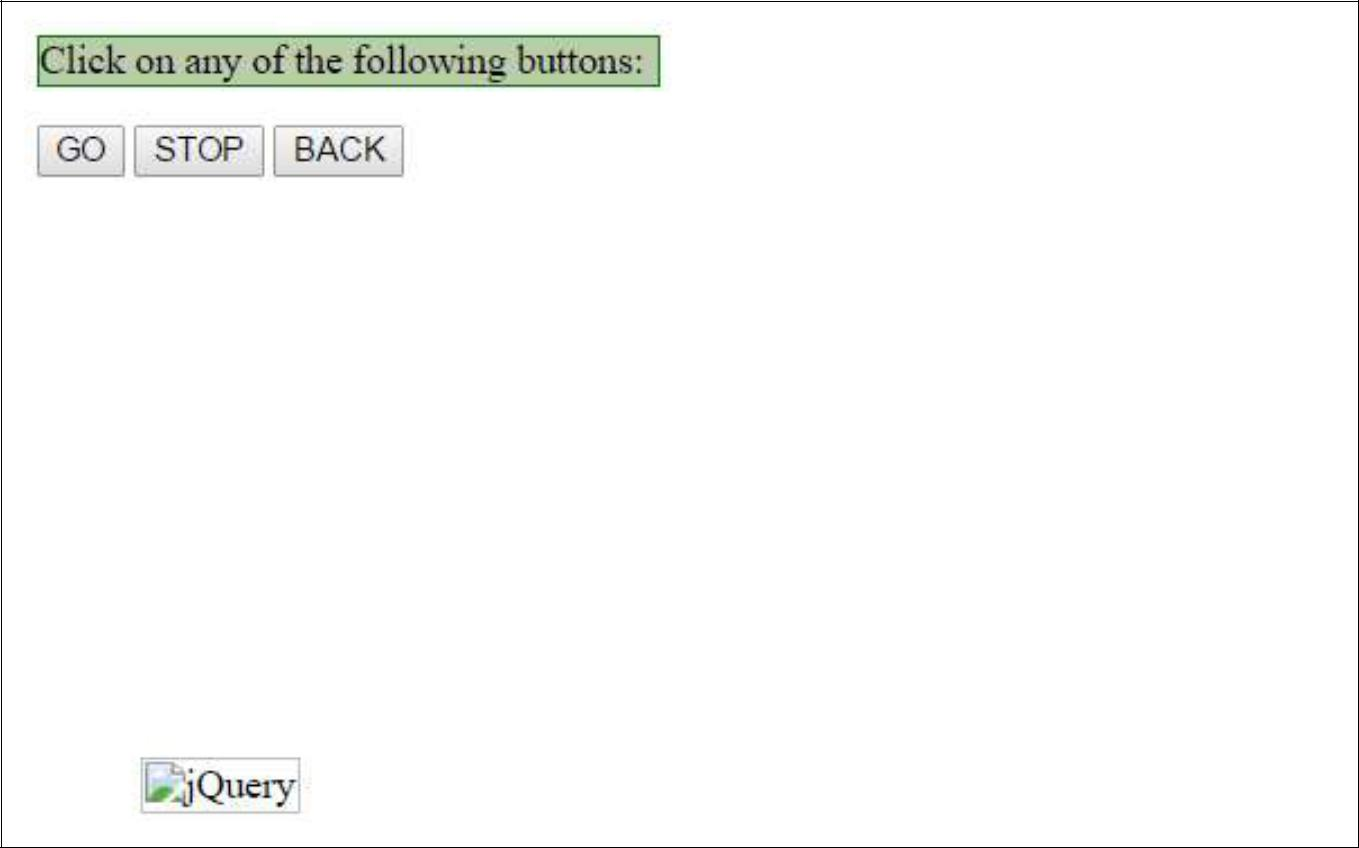 Click on any of the following buttons:
GO STOP BACK
jQuery